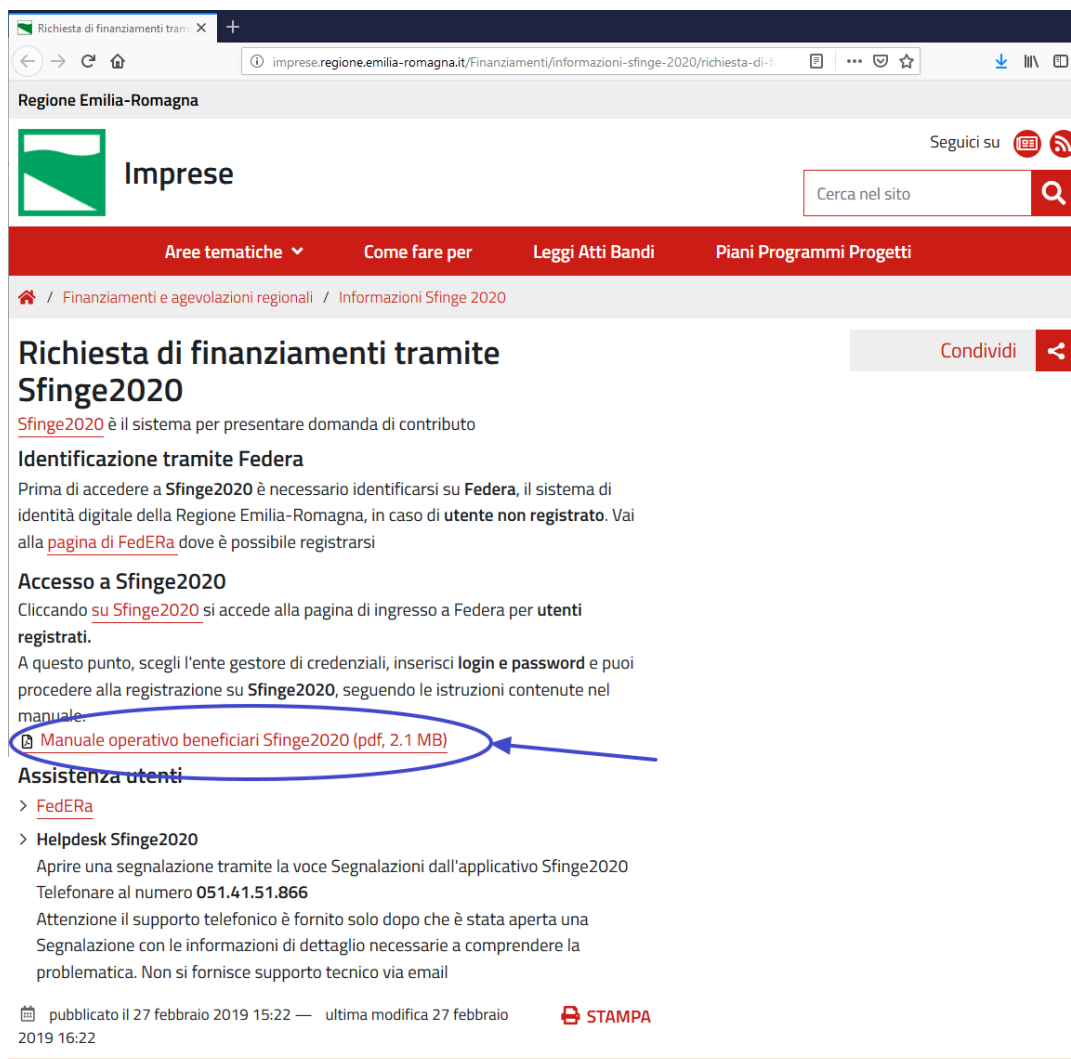 Richiesta di finanziamenti tram
imprese.regione.emilia-romagna.it/Finanziamenti/informazioni-sfinge-2020/richiesta-di-f
Regione Emilia-Romagna
Seguici su
Imprese
Cerca nel sito
Aree tematiche Come fare per Leggi Atti Bandi Piani Programmi Progetti
/ Finanziamenti e agevolazioni regionali / Informazioni Sfinge 2020
Richiesta di finanziamenti tramite
Sfinge2020
Condividi
Sfinge2020 è il sistema per presentare domanda di contributo
Identificazione tramite Federa
Prima di accedere a Sfinge2020 è necessario identificarsi su Federa, il sistema di
identità digitale della Regione Emilia-Romagna, in caso di utente non registrato. Vai
alla pagina di FedERa dove è possibile registrarsi
Accesso a Sfinge2020
Cliccando su Sfinge2020 si accede alla pagina di ingresso a Federa per utenti
registrati.
A questo punto, scegli l'ente gestore di credenziali, inserisci login e password e puoi
procedere alla registrazione su Sfinge2020, seguendo le istruzioni contenute nel
manuale.
Manuale operativo beneficiari Sfinge2020 (pdf, 2.1 MB)
Assistenza utenti
> FedERa
> Helpdesk Sfinge2020
Aprire una segnalazione tramite la voce Segnalazioni dall'applicativo Sfinge2020
Telefonare al numero 051.41.51.866
Attenzione il supporto telefonico è fornito solo dopo che è stata aperta una
Segnalazione con le informazioni di dettaglio necessarie a comprendere la
problematica. Non si fornisce supporto tecnico via email
pubblicato il 27 febbraio 2019 15:22 — ultima modifica 27 febbraio
2019 16:22
STAMPA